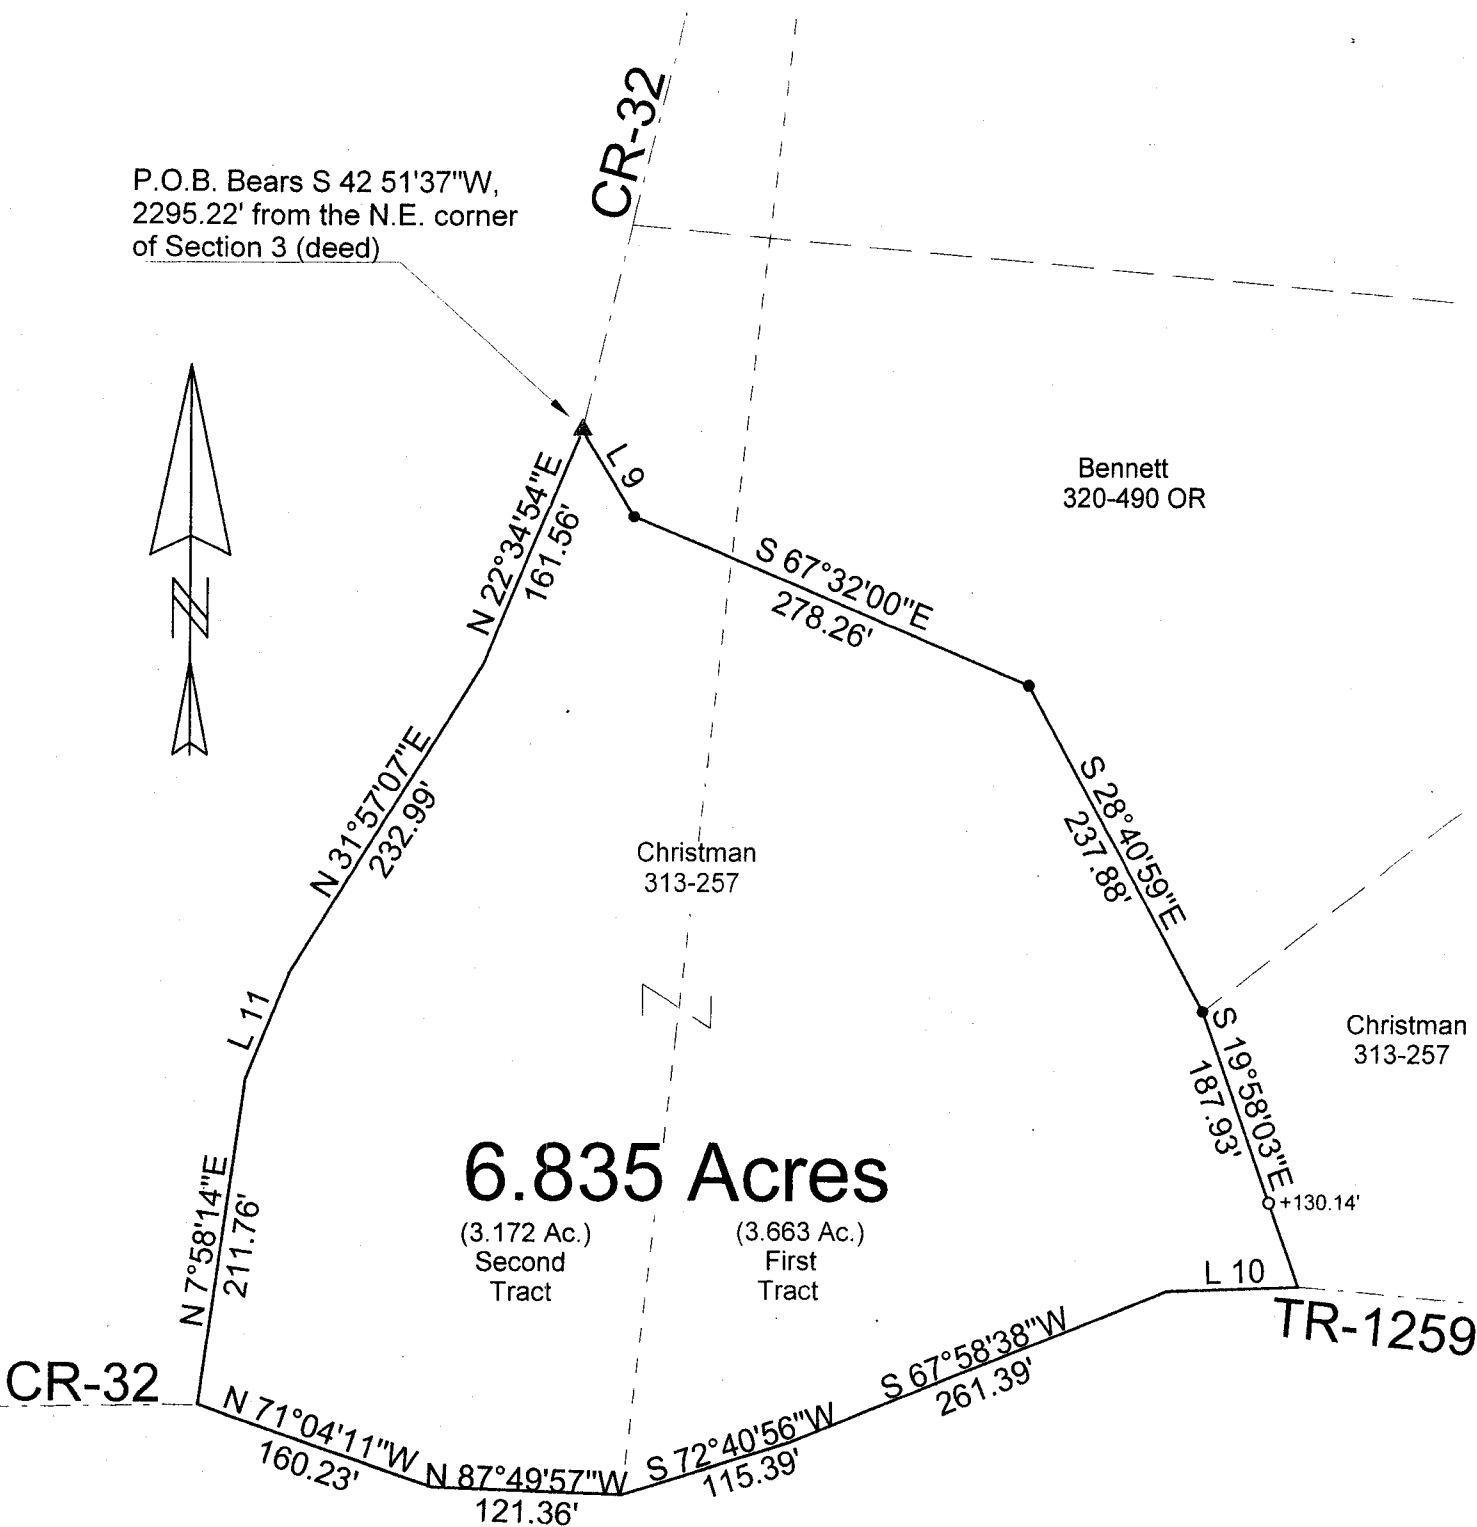 CR-32
P.O.B. Bears S 42 51'37"W,
2295.22' from the N.E. corner
of Section 3 (deed)
L 9
Bennett
320-490 OR
N 22°34'54"E
161.56'
S 67°32'00"E
278.26'
N
N 31°57'07"E
232.99'
S 28°40'59"E
237.88'
Christman
313-257
L 11
Z
S 19°58'03"E
187.93'
Christman
313-257
6.835 Acres
(3.172 Ac.)
Second
Tract
(3.663 Ac.)
First
Tract
+130.14'
N 7°58'14"E
211.76'
L 10
TR-1259
S 67°58'38"W
261.39'
CR-32
N 71°04'11"W
160.23'
N 87°49'57"W
121.36'
S 72°40'56"W
115.39'